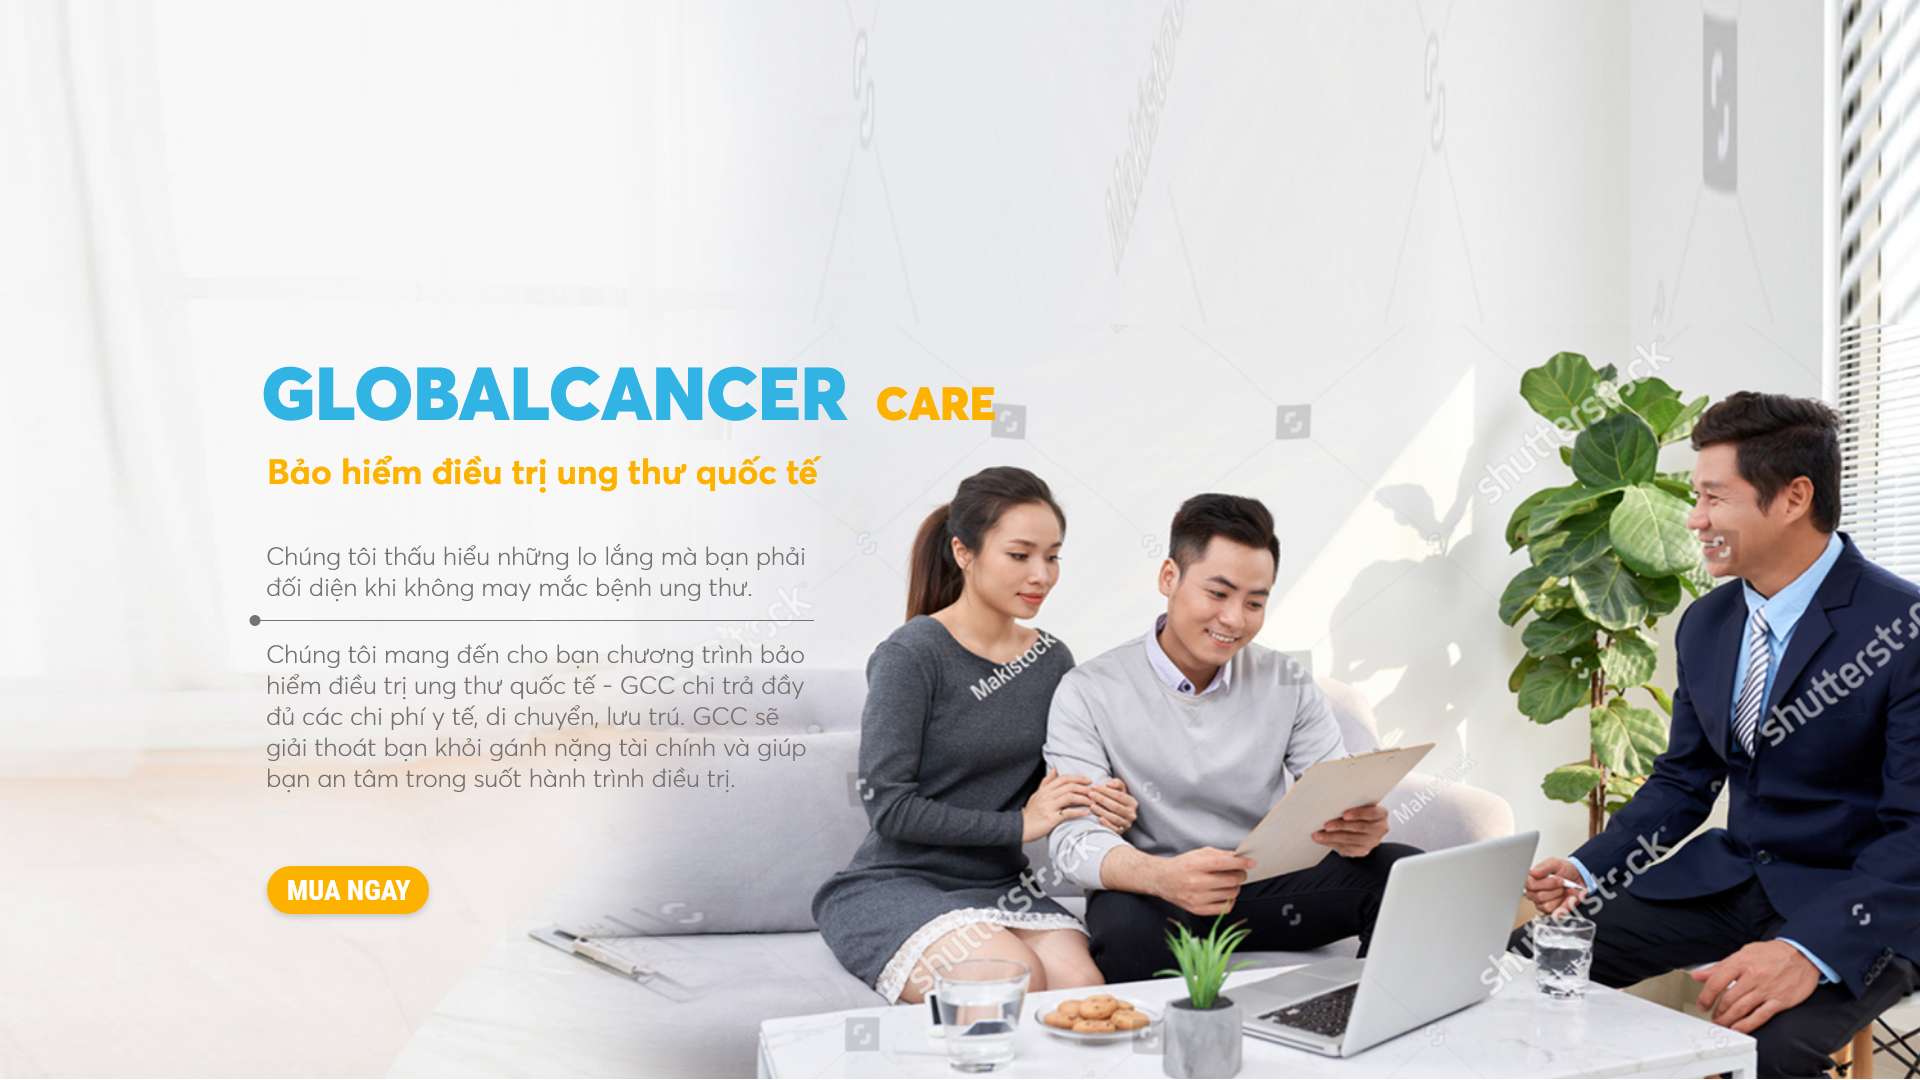 GLOBALCANCER CARE
Bảo hiểm điều trị ung thư quốc tế
Chúng tôi thấu hiểu những lo lắng mà bạn phải
đối diện khi không may mắc bệnh ung thư.
Chúng tôi mang đến cho bạn chương trình bảo
hiểm điều trị ung thư quốc tế - GCC chi trả đầy
đủ các chi phí y tế, di chuyển, lưu trú. GCC sẽ
giải thoát bạn khỏi gánh nặng tài chính và giúp
bạn an tâm trong suốt hành trình điều trị.
MUA NGAY
Makistock
shutterstock
Makistock
shutterstock
Makistock
shutterstock
shutterstock